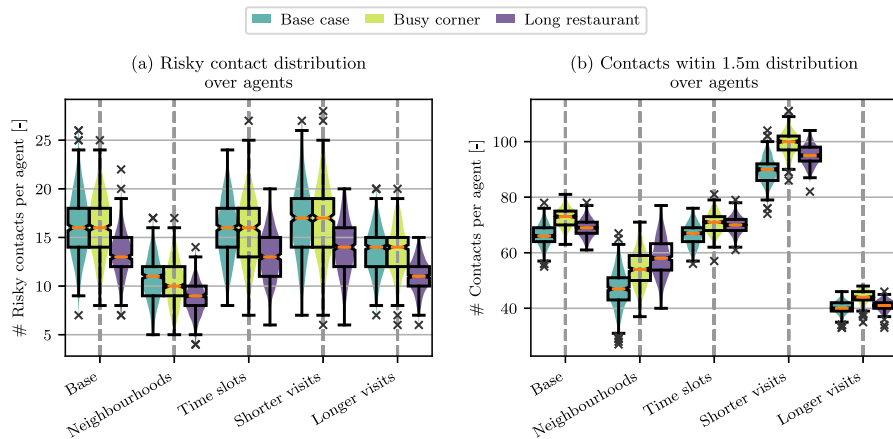 Base case Busy corner Long restaurant
(a) Risky contact distribution
over agents
(b) Contacts witin 1.5m distribution
over agents
# Risky contacts per agent [-]
25
20
15
10
5
Base
Neighbourhoods
Time slots
Shorter visits
Longer visits
# Contacts per agent [-]
100
80
60
40
Base
Neighbourhoods
Time slots
Shorter visits
Longer visits